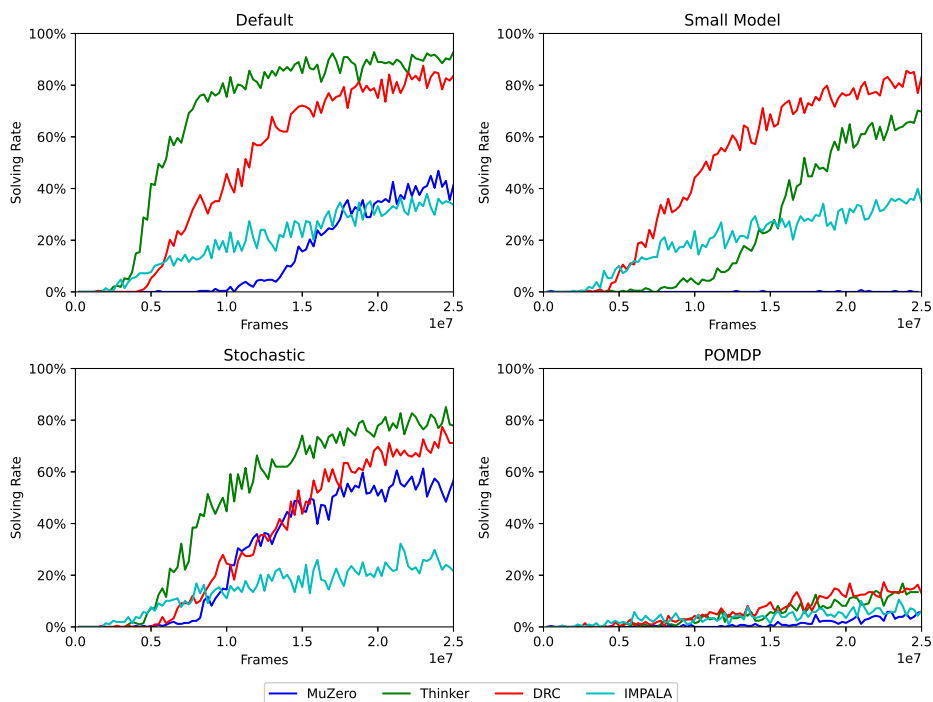 Default
100%
80%
60%
40%
20%
0%
Solving Rate
0.0 0.5 1.0 1.5 2.0 2.5
Frames
1e7
Small Model
100%
80%
60%
40%
20%
0%
Solving Rate
0.0 0.5 1.0 1.5 2.0 2.5
Frames
1e7
Stochastic
100%
80%
60%
40%
20%
0%
Solving Rate
0.0 0.5 1.0 1.5 2.0 2.5
Frames
1e7
POMDP
100%
80%
60%
40%
20%
0%
Solving Rate
0.0 0.5 1.0 1.5 2.0 2.5
Frames
1e7
MuZero Thinker DRC IMPALA